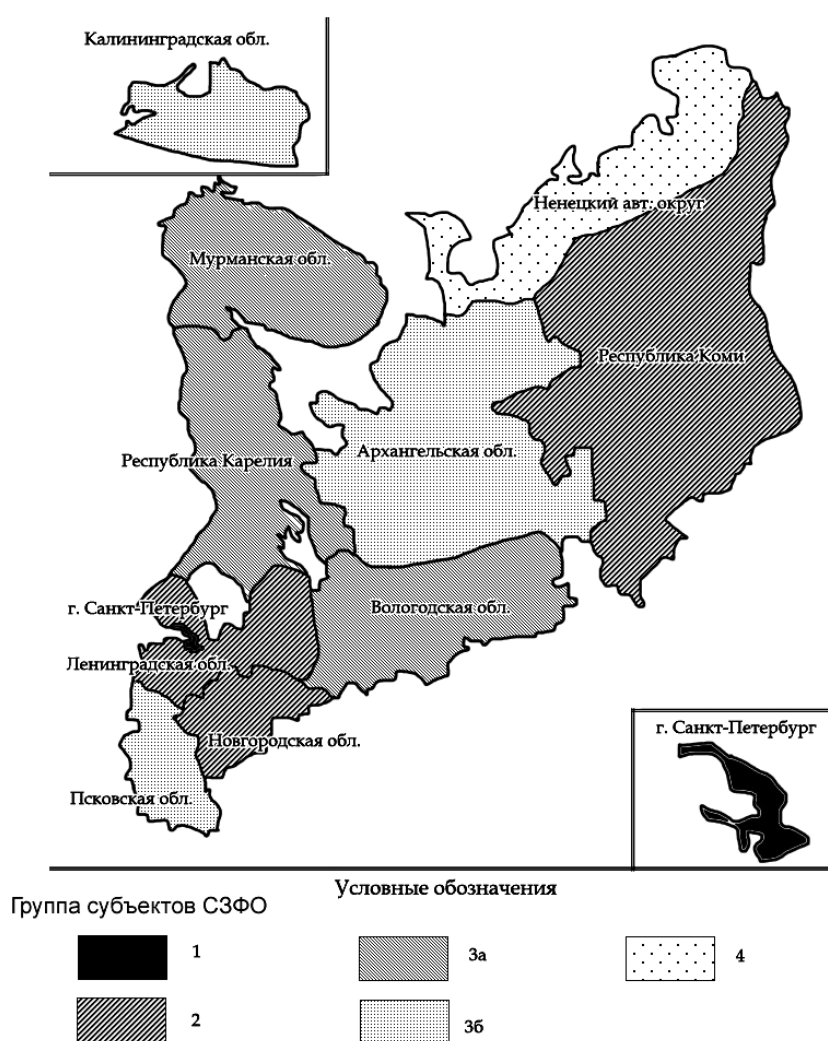 Калининградская обл.
Ненецкий авт. округ
Мурманская обл.
Республика Коми
Республика Карелия
Архангельская обл.
г. Санкт-Петербург
Вологодская обл.
Ленинградская обл.
Новгородская обл.
г. Санкт-Петербург
Псковская обл.
Условные обозначения
Группа субъектов СЗФО
1
3а
4
2
3б